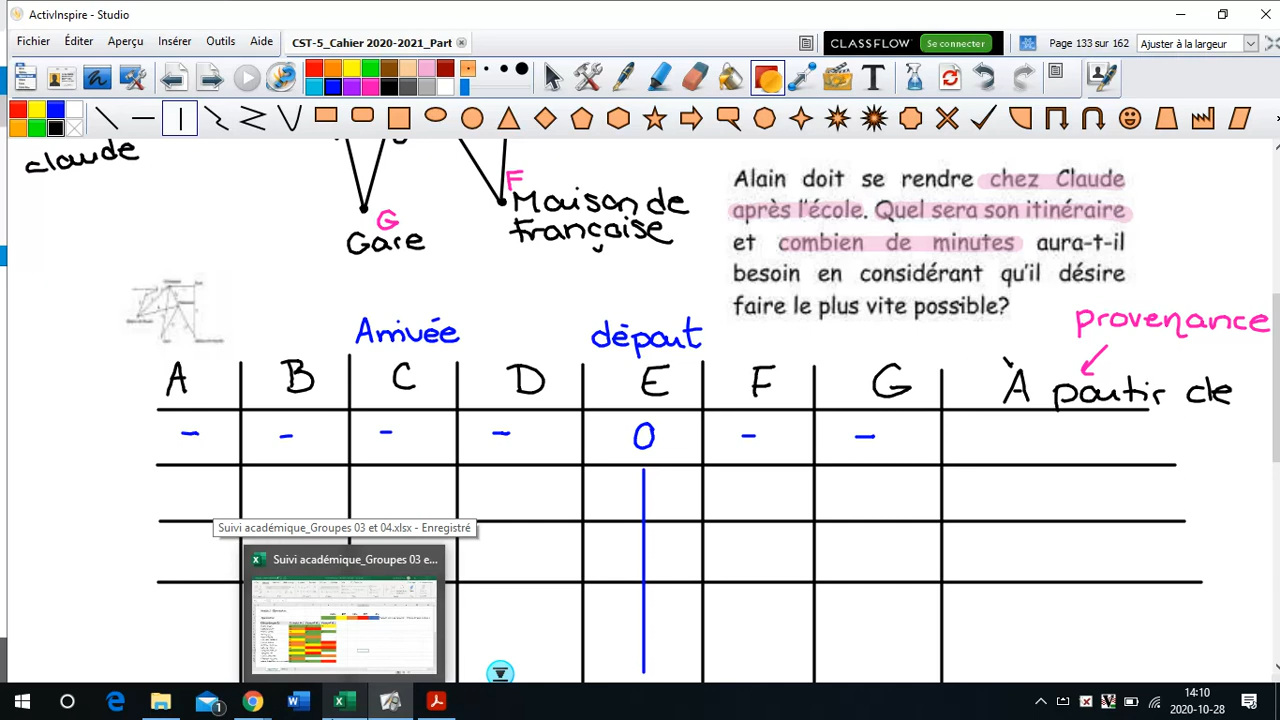 ActivInspire - Studio
Fichier Éditer Aperçu Insérer Outils Aide
CST-5_Cahier 2020-2021_Part
CLASSFLOW Se connecter
Page 133 sur 162
Ajuster à la largeur
claude
G
Gare
F
Maison de
Françoise
Alain doit se rendre chez Claude
après l'école. Quel sera son itinéraire
et combien de minutes aura-t-il
besoin en considérant qu'il désire
faire le plus vite possible?
provenance
Arrivée départ
A B C D E F G À partir de
- - - - 0 - -
Suivi académique_Groupes 03 et 04.xlsx - Enregistré
Suivi académique_Groupes 03 e...
1
14:10
2020-10-28